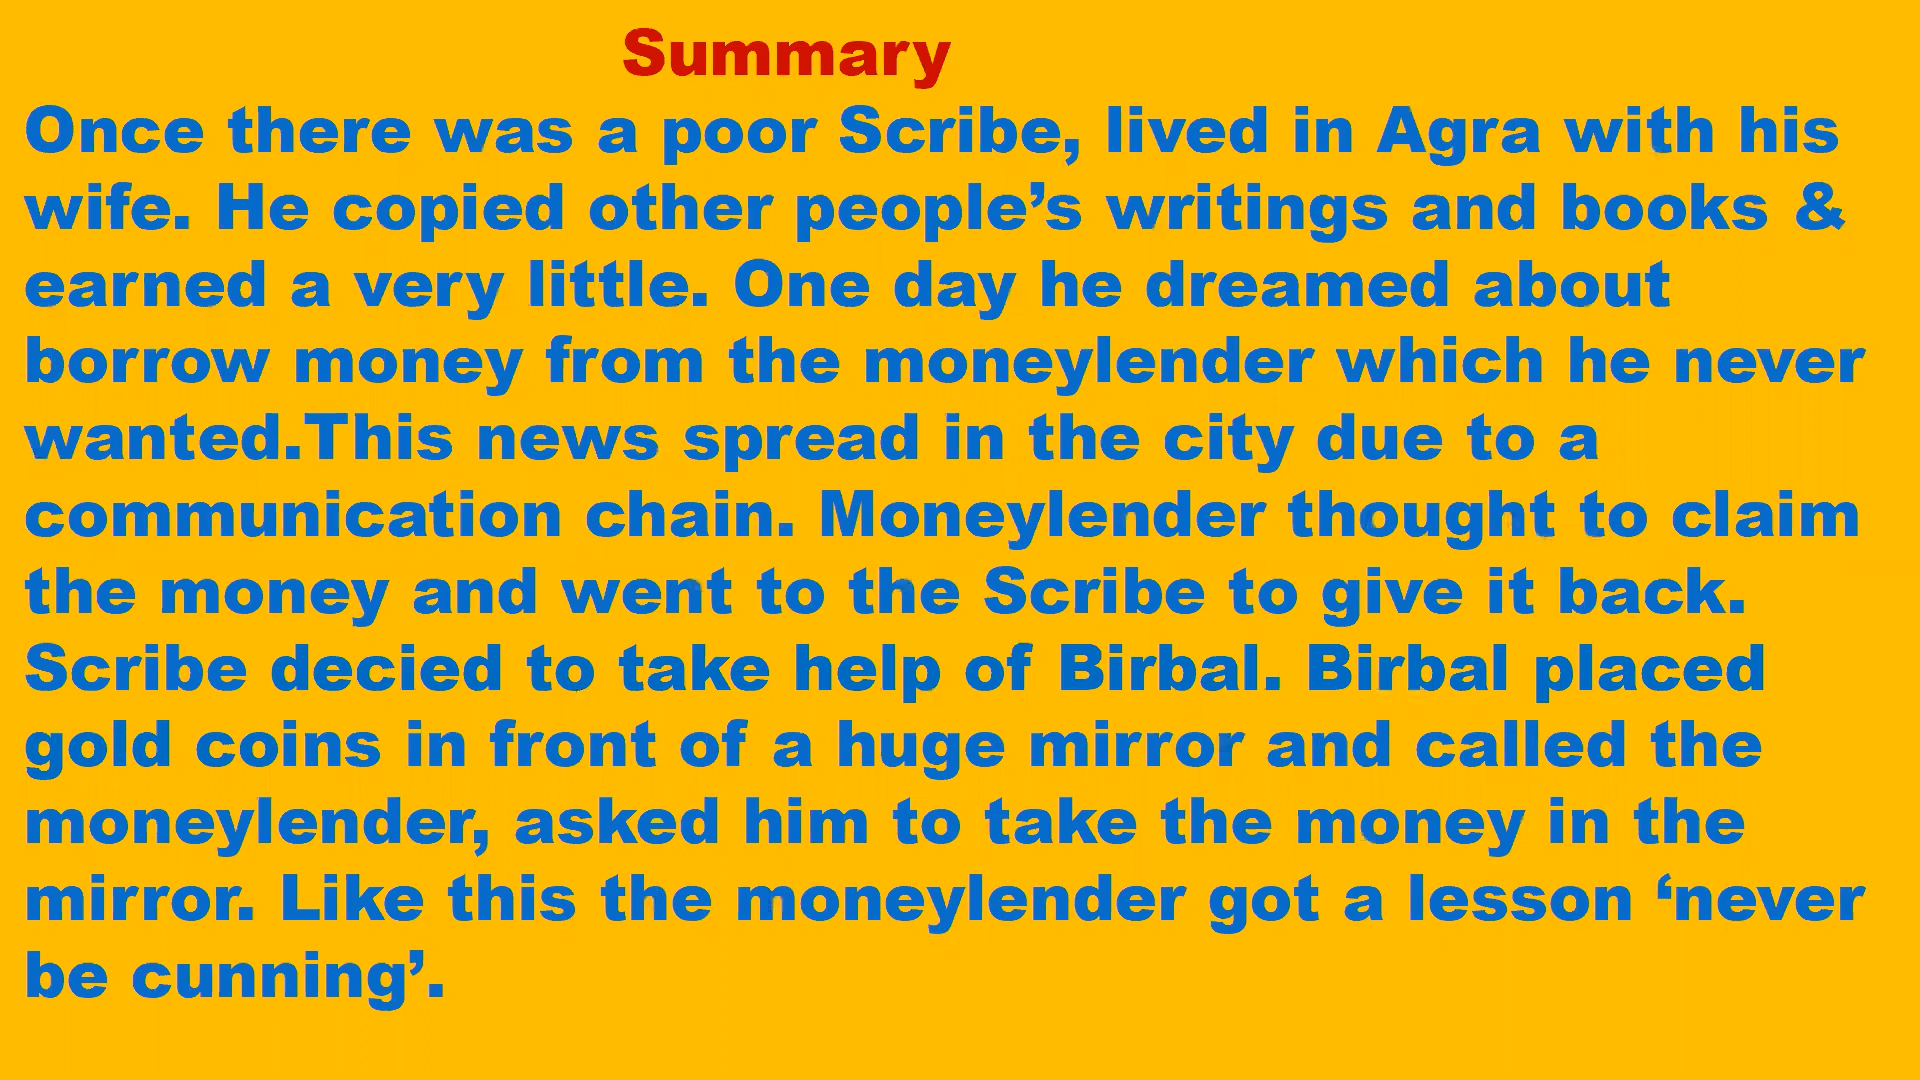 Summary
Once there was a poor Scribe, lived in Agra with his
wife. He copied other people’s writings and books &
earned a very little. One day he dreamed about
borrow money from the moneylender which he never
wanted.This news spread in the city due to a
communication chain. Moneylender thought to claim
the money and went to the Scribe to give it back.
Scribe decied to take help of Birbal. Birbal placed
gold coins in front of a huge mirror and called the
moneylender, asked him to take the money in the
mirror. Like this the moneylender got a lesson ‘never
be cunning’.